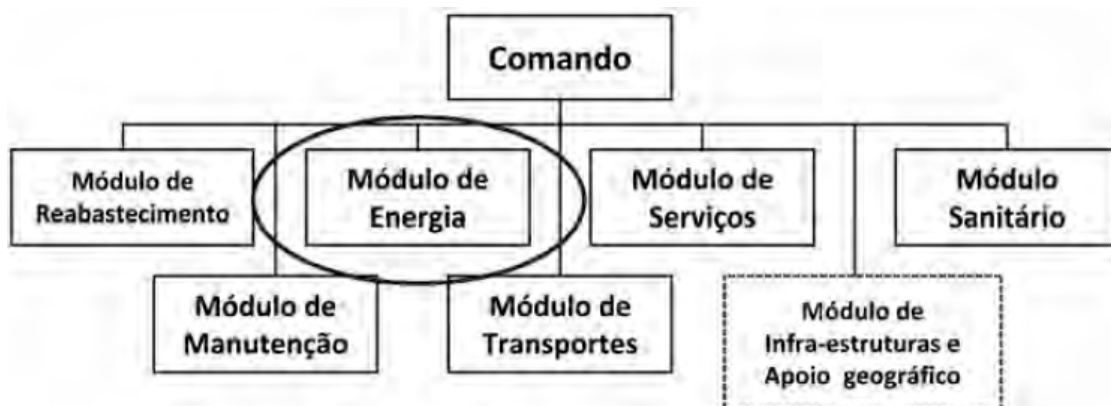 Comando
Módulo de
Reabastecimento
Módulo de
Energia
Módulo de
Serviços
Módulo
Sanitário
Módulo de
Manutenção
Módulo de
Transportes
Módulo de
Infra-estruturas e
Apoio geográfico